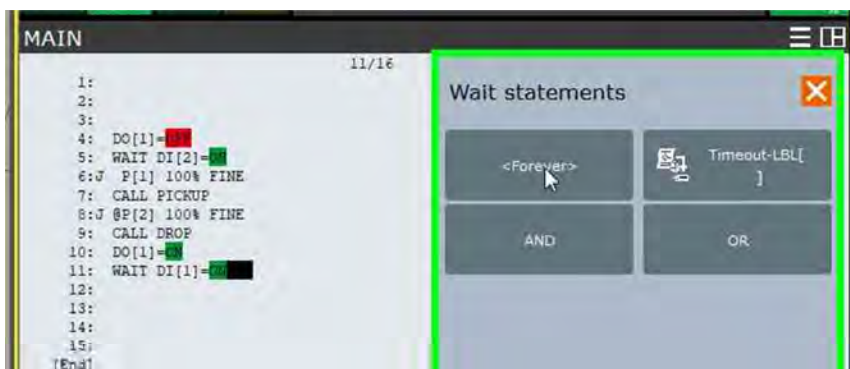 MAIN
11/16
1:
2:
3:
4: DO[1]=OFF
5: WAIT DI[2]=ON
6:J P[1] 100% FINE
7: CALL PICKUP
8:J @P[2] 100% FINE
9: CALL DROP
10: DO[1]=ON
11: WAIT DI[1]=ON
12:
13:
14:
15:
[End]
Wait statements
<Forever>
Timeout-LBL[
]
AND
OR